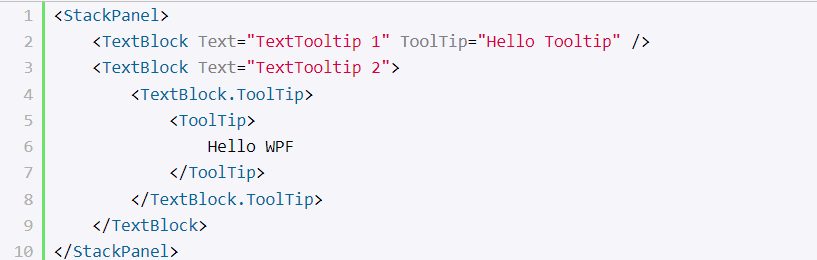 1 <StackPanel>
2     <TextBlock Text="TextTooltip 1" ToolTip="Hello Tooltip" />
3     <TextBlock Text="TextTooltip 2">
4         <TextBlock.ToolTip>
5             <ToolTip>
6                 Hello WPF
7             </ToolTip>
8         </TextBlock.ToolTip>
9     </TextBlock>
10 </StackPanel>